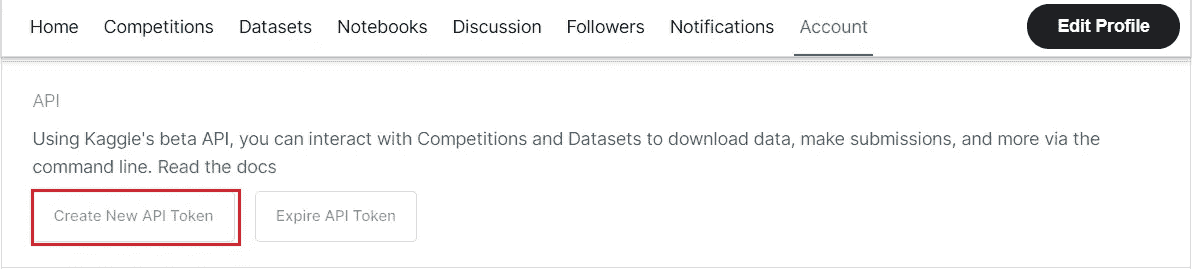 Home Competitions Datasets Notebooks Discussion Followers Notifications Account Edit Profile
API
Using Kaggle's beta API, you can interact with Competitions and Datasets to download data, make submissions, and more via the
command line. Read the docs
Create New API Token Expire API Token